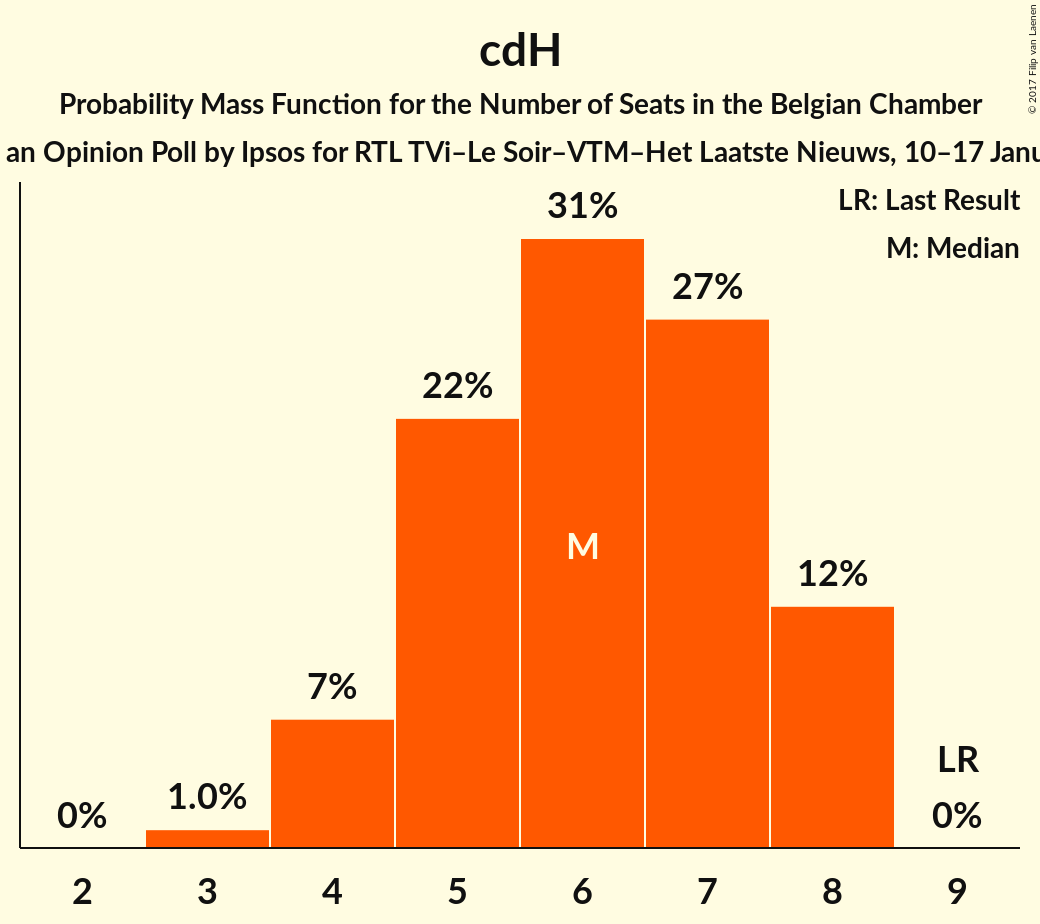 cdH
Probability Mass Function for the Number of Seats in the Belgian Chamber
an Opinion Poll by Ipsos for RTL TVi–Le Soir–VTM–Het Laatste Nieuws, 10–17 Janu
© 2017 Filip van Laenen
LR: Last Result
M: Median
31%
27%
22%
M
12%
7%
LR
1.0%
0%
0%
2 3 4 5 6 7 8 9